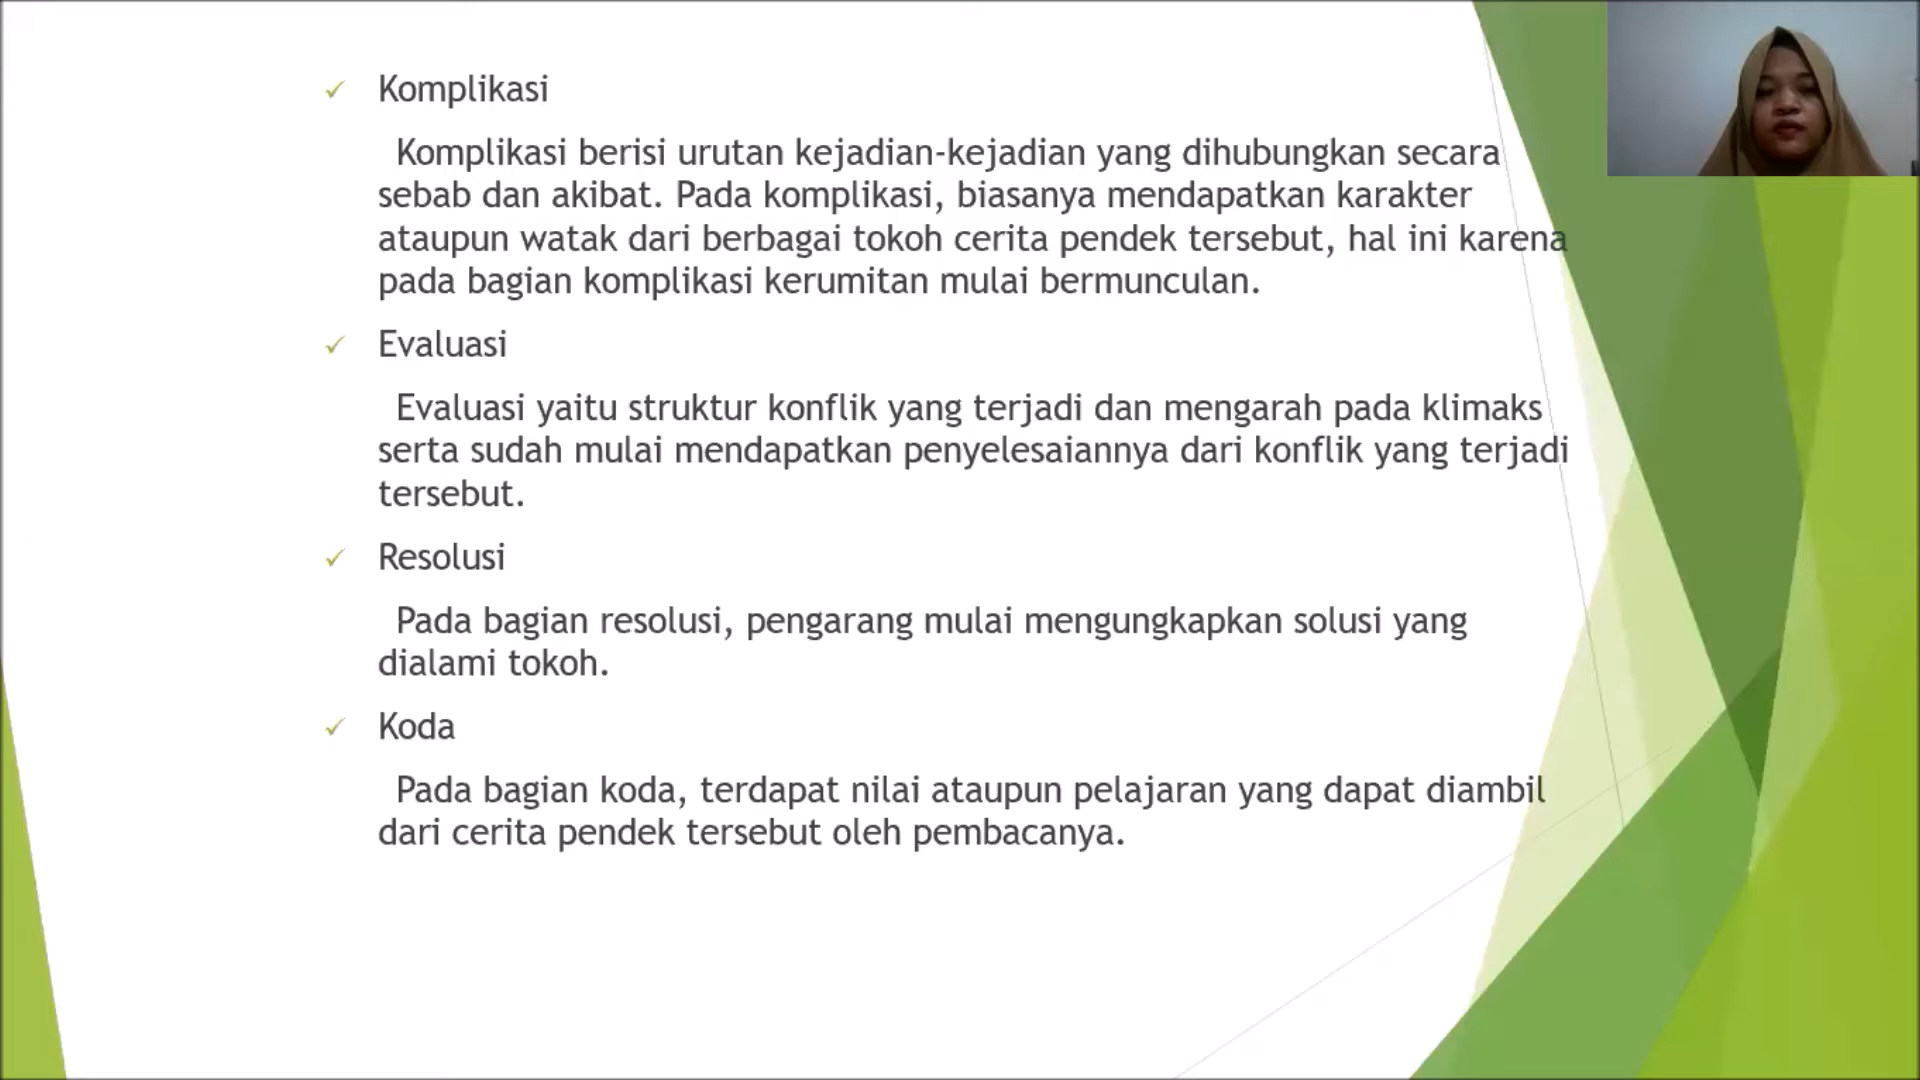 Komplikasi
Komplikasi berisi urutan kejadian-kejadian yang dihubungkan secara
sebab dan akibat. Pada komplikasi, biasanya mendapatkan karakter
ataupun watak dari berbagai tokoh cerita pendek tersebut, hal ini karena
pada bagian komplikasi kerumitan mulai bermunculan.
Evaluasi
Evaluasi yaitu struktur konflik yang terjadi dan mengarah pada klimaks
serta sudah mulai mendapatkan penyelesaiannya dari konflik yang terjadi
tersebut.
Resolusi
Pada bagian resolusi, pengarang mulai mengungkapkan solusi yang
dialami tokoh.
Koda
Pada bagian koda, terdapat nilai ataupun pelajaran yang dapat diambil
dari cerita pendek tersebut oleh pembacanya.